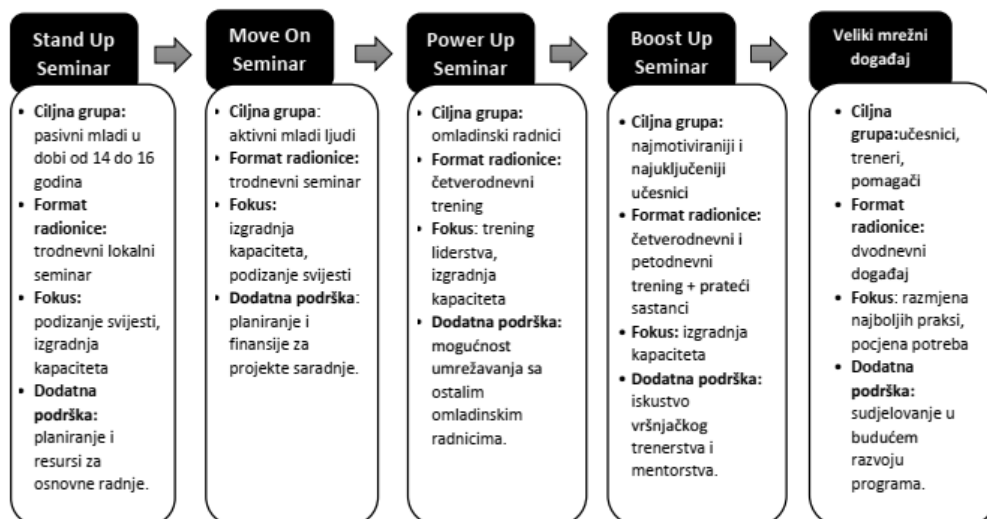 Stand Up
Seminar
• Ciljna grupa:
pasivni mladi u
dobi od 14 do 16
godina
• Format
radionice:
trodnevni lokalni
seminar
• Fokus:
podizanje svijesti,
izgradnja
kapaciteta
• Dodatna
podrška:
planiranje i
resursi za
osnovne radnje.
Move On
Seminar
• Ciljna grupa:
aktivni mladi ljudi
• Format radionice:
trodnevni seminar
• Fokus:
izgradnja
kapaciteta,
podizanje svijesti
• Dodatna podrška:
planiranje i
finansije za
projekte saradnje.
Power Up
Seminar
• Ciljna grupa:
omladinski radnici
• Format radionice:
četverodnevni
trening
• Fokus: trening
liderstva,
izgradnja
kapaciteta
• Dodatna podrška:
mogućnost
umrežavanja sa
ostalim
omladinskim
radnicima.
Boost Up
Seminar
• Ciljna grupa:
najmotiviraniji i
najuključeniji
učesnici
• Format radionice:
četverodnevni i
petodnevni
trening + prateći
sastanci
• Fokus: izgradnja
kapaciteta
• Dodatna podrška:
iskustvo
vršnjačkog
trenerstva i
mentorstva.
Veliki mrežni
događaj
• Ciljna
grupa:učesnici,
treneri,
pomagači
• Format
radionice:
dvodnevni
događaj
• Fokus: razmjena
najboljih praksi,
pocjena potreba
• Dodatna
podrška:
sudjelovanje u
budućem
razvoju
programa.